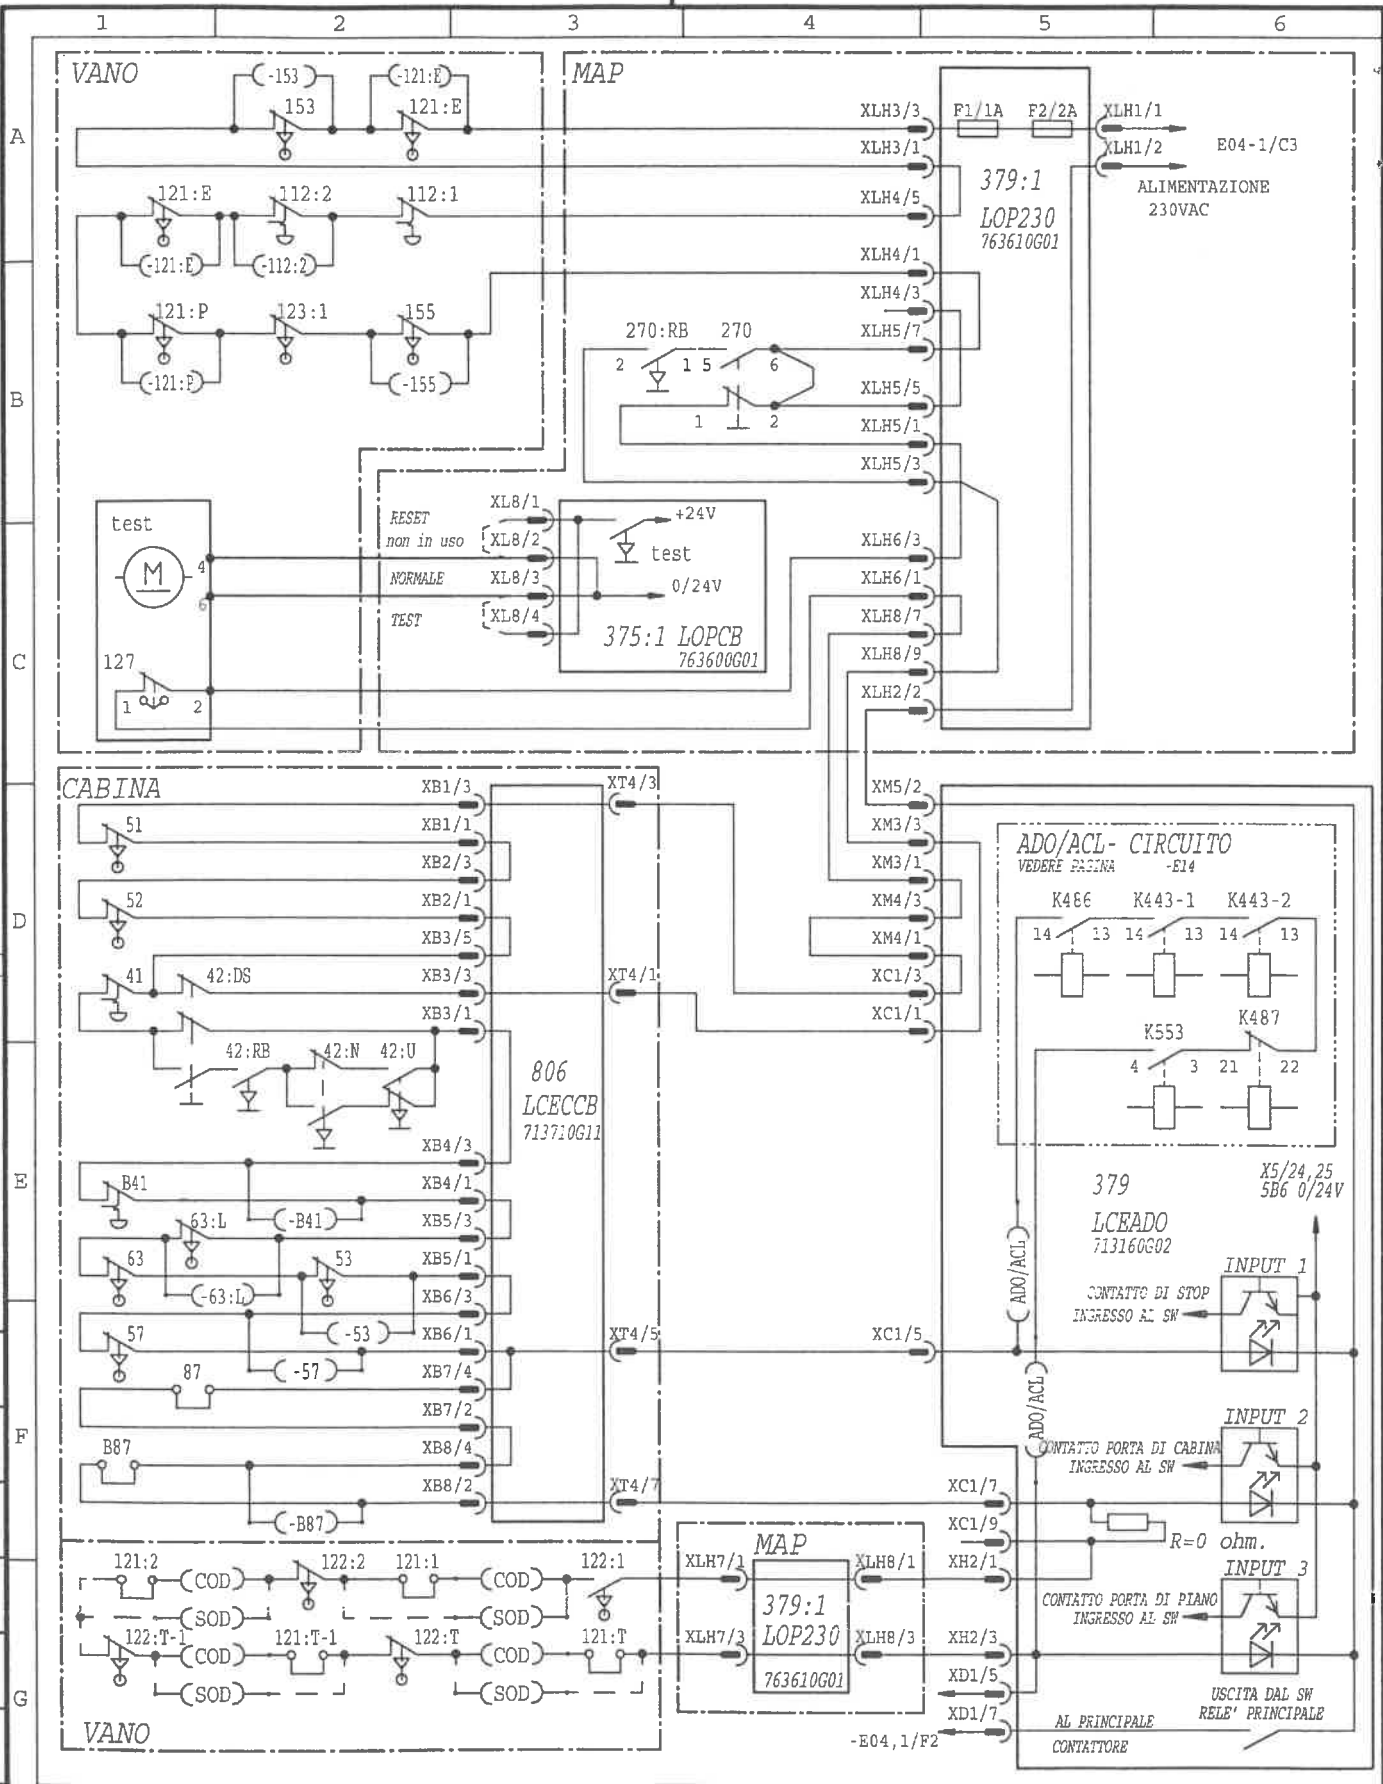 1 2 3 4 5 6
A
B
C
D
E
F
G
VANO
MAP
(-153) (-121:E)
153 121:E
121:E 112:2 112:1
(-121:E) (-112:2)
121:P 123:1 155
(-121:P) (-155)
XLH3/3 F1/1A F2/2A XLH1/1
XLH3/1 XLH1/2
E04-1/C3
ALIMENTAZIONE
230VAC
379:1
LOP230
763610G01
XLH4/5
XLH4/1
XLH4/3
XLH5/7
XLH5/5
XLH5/1
XLH5/3
270:RB 270
2 1 5 6
1 2
test
M
4
6
127
1 2
RESET
non in uso
NORMALE
TEST
XL8/1
XL8/2
XL8/3
XL8/4
+24V
test
0/24V
375:1 LOPCB
763600G01
XLH6/3
XLH6/1
XLH8/7
XLH8/9
XLH2/2
CABINA
XB1/3 XT4/3
51 XB1/1
XB2/3
52 XB2/1
XB3/5
41 42:DS XB3/3 XT4/1
XB3/1
42:RB 42:N 42:U
806
LCECCB
713710G11
XB4/3
B41 XB4/1
(-B41)
63:L XB5/3
63 53 XB5/1
(-63:L) XB6/3
(-53)
57 XB6/1 XT4/5
(-57)
87 XB7/4
XB7/2
B87 XB8/4
XB8/2 XT4/7
(-B87)
XM5/2
XM3/3
XM3/1
XM4/3
XM4/1
XC1/3
XC1/1
ADO/ACL- CIRCUITO
VEDERE PAGINA -E14
K486 K443-1 K443-2
14 13 14 13 14 13
K553 K487
4 3 21 22
379
LCEADO
713160G02
X5/24,25
5B6 0/24V
ADO/ACL
ADO/ACL
INPUT 1
CONTATTO DI STOP
INGRESSO AL SW
XC1/5
INPUT 2
CONTATTO PORTA DI CABINA
INGRESSO AL SW
XC1/7
XC1/9
R=0 ohm.
XH2/1
INPUT 3
CONTATTO PORTA DI PIANO
INGRESSO AL SW
XH2/3
XD1/5
XD1/7
-E04,1/F2
USCITA DAL SW
RELE' PRINCIPALE
AL PRINCIPALE
CONTATTORE
121:2 (COD) 122:2 121:1 (COD) 122:1
(SOD) (SOD)
122:T-1 (COD) 121:T-1 122:T (COD) 121:T
(SOD) (SOD)
VANO
MAP
XLH7/1 XLH8/1
379:1
LOP230
XLH7/3 XLH8/3
763610G01